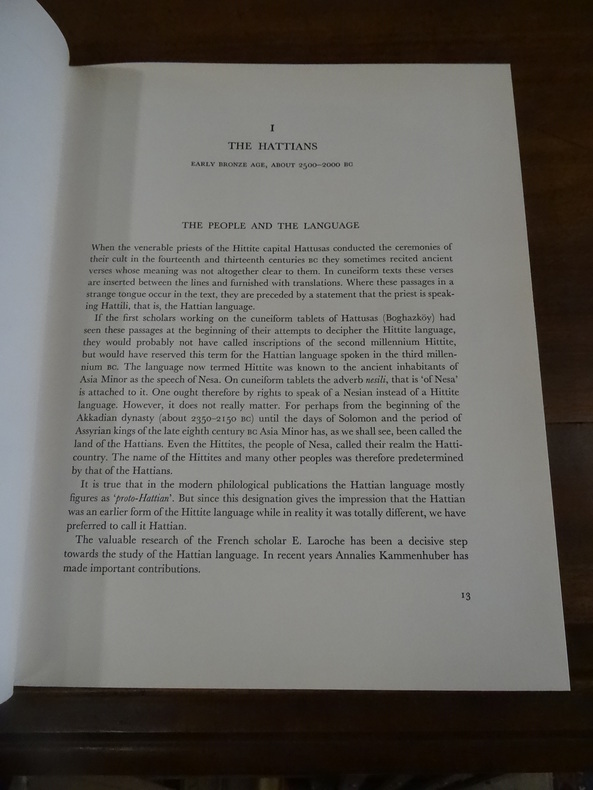 I
THE HATTIANS
EARLY BRONZE AGE, ABOUT 2500–2000 BC
THE PEOPLE AND THE LANGUAGE
When the venerable priests of the Hittite capital Hattusas conducted the ceremonies of
their cult in the fourteenth and thirteenth centuries BC they sometimes recited ancient
verses whose meaning was not altogether clear to them. In cuneiform texts these verses
are inserted between the lines and furnished with translations. Where these passages in a
strange tongue occur in the text, they are preceded by a statement that the priest is speak-
ing Hattili, that is, the Hattian language.
If the first scholars working on the cuneiform tablets of Hattusas (Boghazköy) had
seen these passages at the beginning of their attempts to decipher the Hittite language,
they would probably not have called inscriptions of the second millennium Hittite,
but would have reserved this term for the Hattian language spoken in the third millen-
nium BC. The language now termed Hittite was known to the ancient inhabitants of
Asia Minor as the speech of Nesa. On cuneiform tablets the adverb nesili, that is 'of Nesa'
is attached to it. One ought therefore by rights to speak of a Nesian instead of a Hittite
language. However, it does not really matter. For perhaps from the beginning of the
Akkadian dynasty (about 2350–2150 BC) until the days of Solomon and the period of
Assyrian kings of the late eighth century BC Asia Minor has, as we shall see, been called the
land of the Hattians. Even the Hittites, the people of Nesa, called their realm the Hatti-
country. The name of the Hittites and many other peoples was therefore predetermined
by that of the Hattians.
It is true that in the modern philological publications the Hattian language mostly
figures as 'proto-Hattian'. But since this designation gives the impression that the Hattian
was an earlier form of the Hittite language while in reality it was totally different, we have
preferred to call it Hattian.
The valuable research of the French scholar E. Laroche has been a decisive step
towards the study of the Hattian language. In recent years Annalies Kammenhuber has
made important contributions.
13